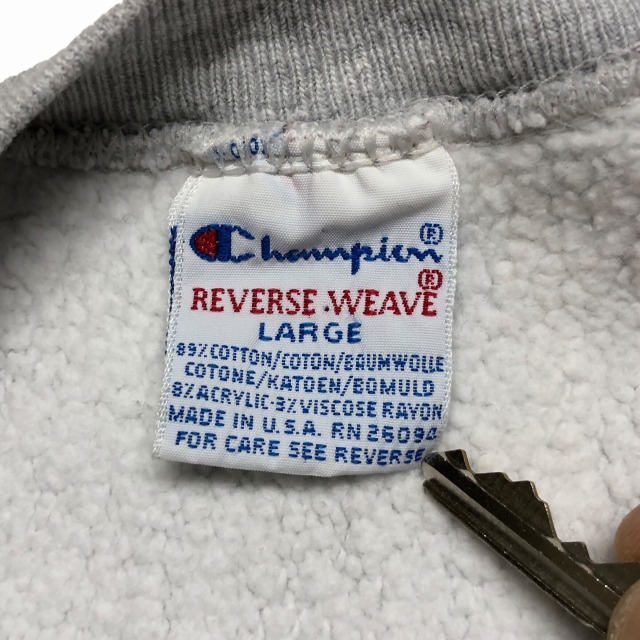 Champion®
REVERSE WEAVE®
LARGE
89% COTTON/COTON/BAUMWOLLE
COTONE/KATOEN/BOMULD
8% ACRYLIC 3% VISCOSE RAYON
MADE IN U.S.A. RN 26094
FOR CARE SEE REVERSE